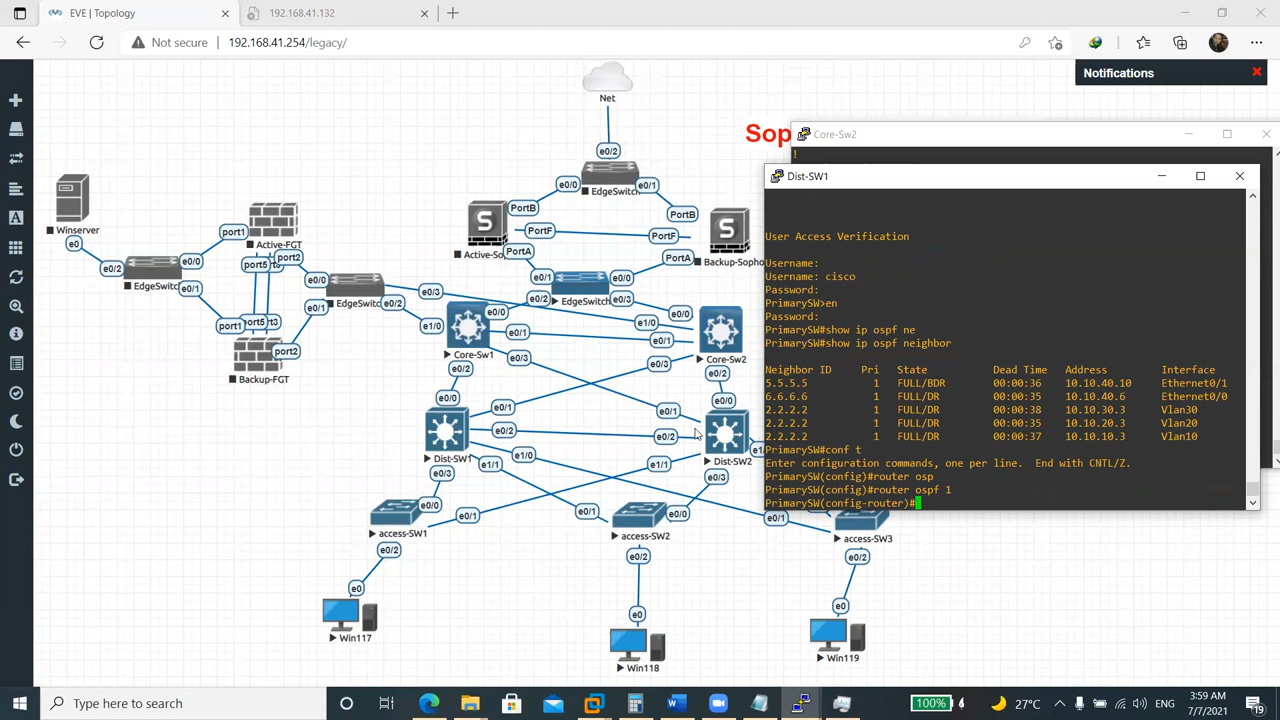 EVE | Topology
192.168.41.132
Not secure
192.168.41.254/legacy/
Notifications
Net
Sop
Core-Sw2
!
e0/2
Dist-SW1
EdgeSwitch
e0/0
e0/1
PortB
PortB
PortF
PortF
PortA
PortA
Active-So
Backup-Sopho
Winserver
e0
e0/2
EdgeSwitc
e0/0
e0/1
port1
port1
Active-FGT
port2
port5
port5
Backup-FGT
port2
e0/0
e0/1
EdgeSwitc
e0/2
e0/3
e0/1
e0/0
EdgeSwitch
e0/2
e0/3
e0/0
e0/0
e1/0
e1/0
Core-Sw1
e0/1
e0/1
Core-Sw2
e0/2
e0/3
e0/3
e0/2
e0/0
e0/0
e0/1
e0/1
e0/2
e0/2
Dist-SW1
Dist-SW2
e0/3
e1/0
e1/1
e1/1
e0/3
e0/0
e0/1
e0/1
e0/0
e0/1
access-SW1
access-SW2
access-SW3
e0/2
e0/2
e0/2
e0
e0
e0
Win117
Win118
Win119
User Access Verification
Username:
Username: cisco
Password:
PrimarySW>en
Password:
PrimarySW#show ip ospf ne
PrimarySW#show ip ospf neighbor
Neighbor ID Pri State Dead Time Address Interface
5.5.5.5 1 FULL/BDR 00:00:36 10.10.40.10 Ethernet0/1
6.6.6.6 1 FULL/DR 00:00:35 10.10.40.6 Ethernet0/0
2.2.2.2 1 FULL/DR 00:00:38 10.10.30.3 Vlan30
2.2.2.2 1 FULL/DR 00:00:35 10.10.20.3 Vlan20
2.2.2.2 1 FULL/DR 00:00:37 10.10.10.3 Vlan10
PrimarySW#conf t
Enter configuration commands, one per line. End with CNTL/Z.
PrimarySW(config)#router osp
PrimarySW(config)#router ospf 1
PrimarySW(config-router)#
Type here to search
100%
27°C
ENG
3:59 AM
7/7/2021
19